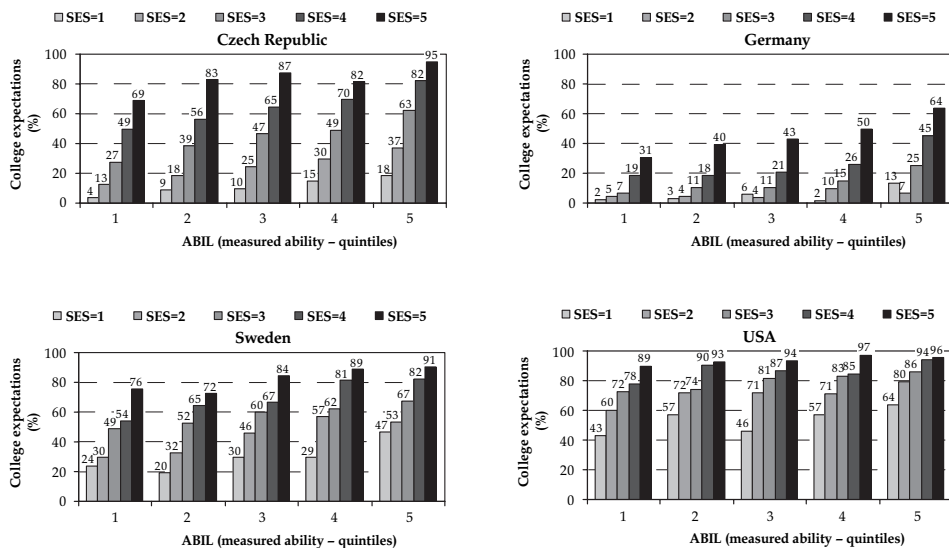 SES=1 SES=2 SES=3 SES=4 SES=5
Czech Republic
College expectations
(%)
100
80
60
40
20
0
4 13 27 49 69
9 18 39 56 83
10 25 47 65 87
15 30 49 70 82
18 37 63 82 95
1 2 3 4 5
ABIL (measured ability – quintiles)
SES=1 SES=2 SES=3 SES=4 SES=5
Germany
College expectations
(%)
100
80
60
40
20
0
2 5 7 19 31
3 4 11 18 40
6 4 11 21 43
2 10 15 26 50
13 7 25 45 64
1 2 3 4 5
ABIL (measured ability – quintiles)
SES=1 SES=2 SES=3 SES=4 SES=5
Sweden
College expectations
(%)
100
80
60
40
20
0
24 30 49 54 76
20 32 52 65 72
30 46 60 67 84
29 57 62 81 89
47 53 67 82 91
1 2 3 4 5
ABIL (measured ability – quintiles)
SES=1 SES=2 SES=3 SES=4 SES=5
USA
College expectations
(%)
100
80
60
40
20
0
43 60 72 78 89
57 72 74 90 93
46 71 81 87 94
57 71 83 85 97
64 80 86 94 96
1 2 3 4 5
ABIL (measured ability – quintiles)